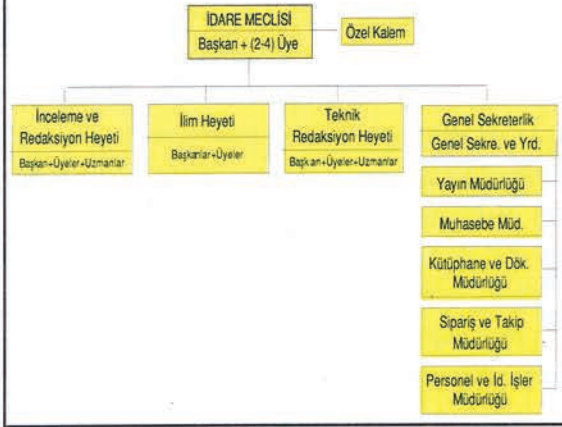 İDARE MECLİSİ
Başkan + (2-4) Üye
Özel Kalem
İnceleme ve
Redaksiyon Heyeti
Başkan+Üyeler+Uzmanlar
İlim Heyeti
Başkanlar+Üyeler
Teknik
Redaksiyon Heyeti
Başkan+Üyeler+Uzmanlar
Genel Sekreterlik
Genel Sekre. ve Yrd.
Yayın Müdürlüğü
Muhasebe Müd.
Kütüphane ve Dök.
Müdürlüğü
Sipariş ve Takip
Müdürlüğü
Personel ve İd. İşler
Müdürlüğü